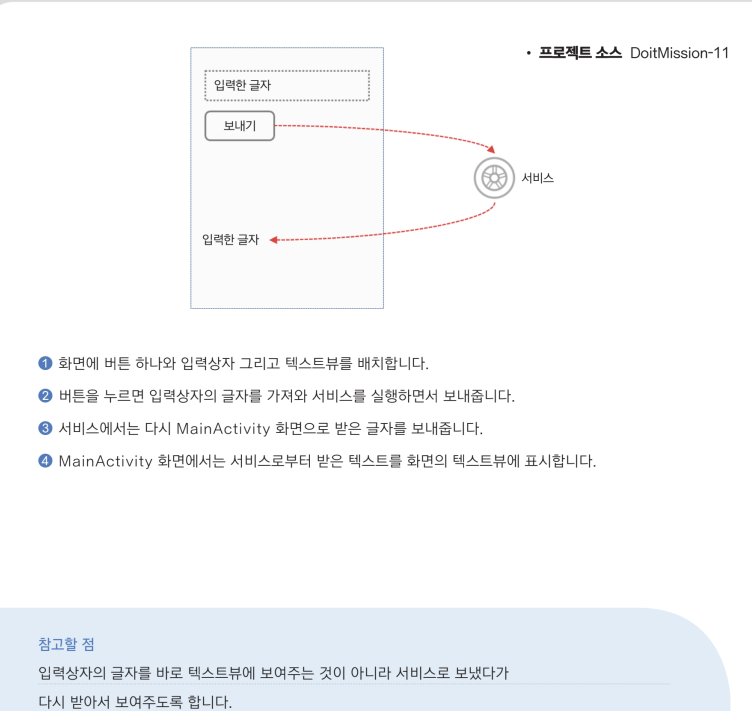 • 프로젝트 소스 DoitMission-11
입력한 글자
보내기
서비스
입력한 글자
1 화면에 버튼 하나와 입력상자 그리고 텍스트뷰를 배치합니다.
2 버튼을 누르면 입력상자의 글자를 가져와 서비스를 실행하면서 보내줍니다.
3 서비스에서는 다시 MainActivity 화면으로 받은 글자를 보내줍니다.
4 MainActivity 화면에서는 서비스로부터 받은 텍스트를 화면의 텍스트뷰에 표시합니다.
참고할 점
입력상자의 글자를 바로 텍스트뷰에 보여주는 것이 아니라 서비스로 보냈다가
다시 받아서 보여주도록 합니다.